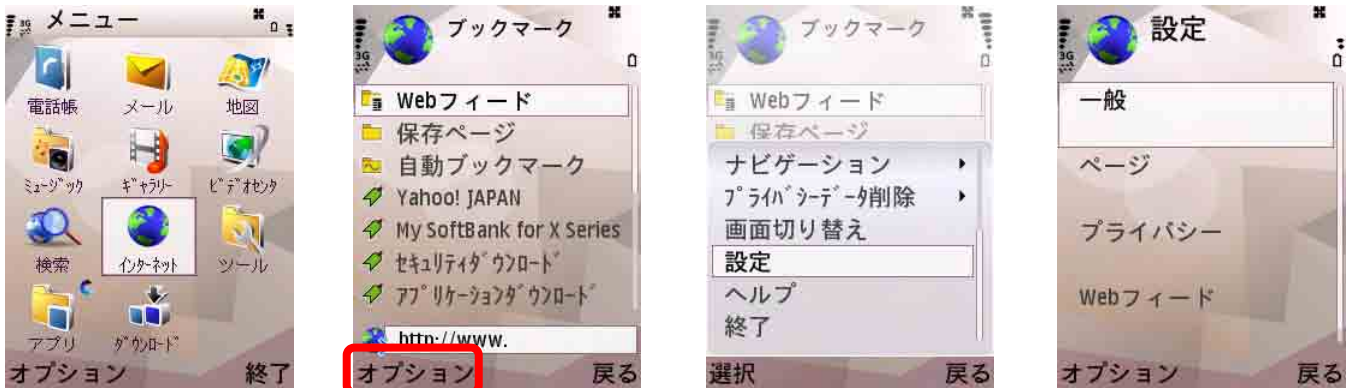 3G メニュー
電話帳 メール 地図
ﾐｭｰｼﾞｯｸ ｷﾞｬﾗﾘｰ ﾋﾞﾃﾞｵｾﾝﾀ
検索 ｲﾝﾀｰﾈｯﾄ ツール
アプリ ﾀﾞｳﾝﾛｰﾄﾞ
オプション 終了
ブックマーク
3G
Webフィード
保存ページ
自動ブックマーク
Yahoo! JAPAN
My SoftBank for X Series
ｾｷｭﾘﾃｨﾀﾞｳﾝﾛｰﾄﾞ
ｱﾌﾟﾘｹｰｼｮﾝﾀﾞｳﾝﾛｰﾄﾞ
http://www.
オプション 戻る
ブックマーク
3G
Webフィード
保存ページ
ナビゲーション
ﾌﾟﾗｲﾊﾞｼｰﾃﾞｰﾀ削除
画面切り替え
設定
ヘルプ
終了
選択 戻る
設定
3G
一般
ページ
プライバシー
Webフィード
オプション 戻る